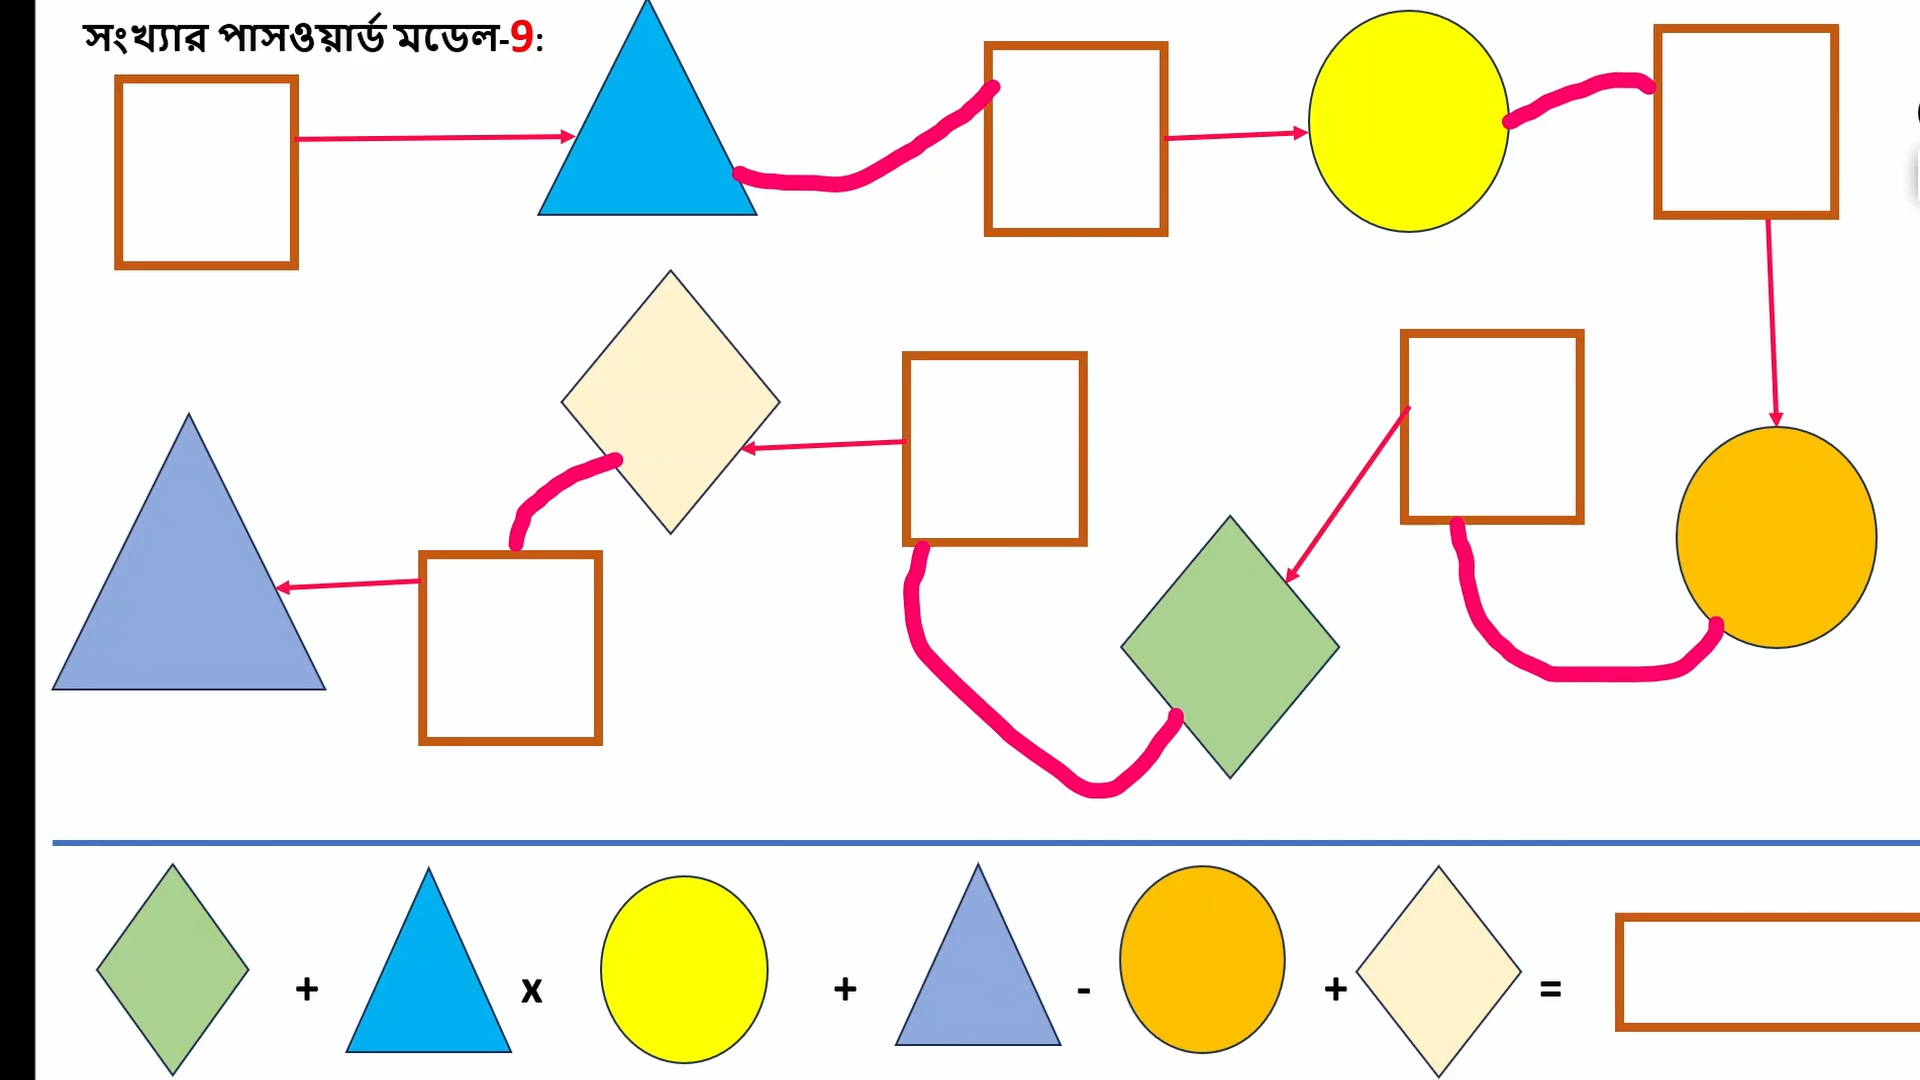 সংখ্যার পাসওয়ার্ড মডেল-9:
+ x + - + =